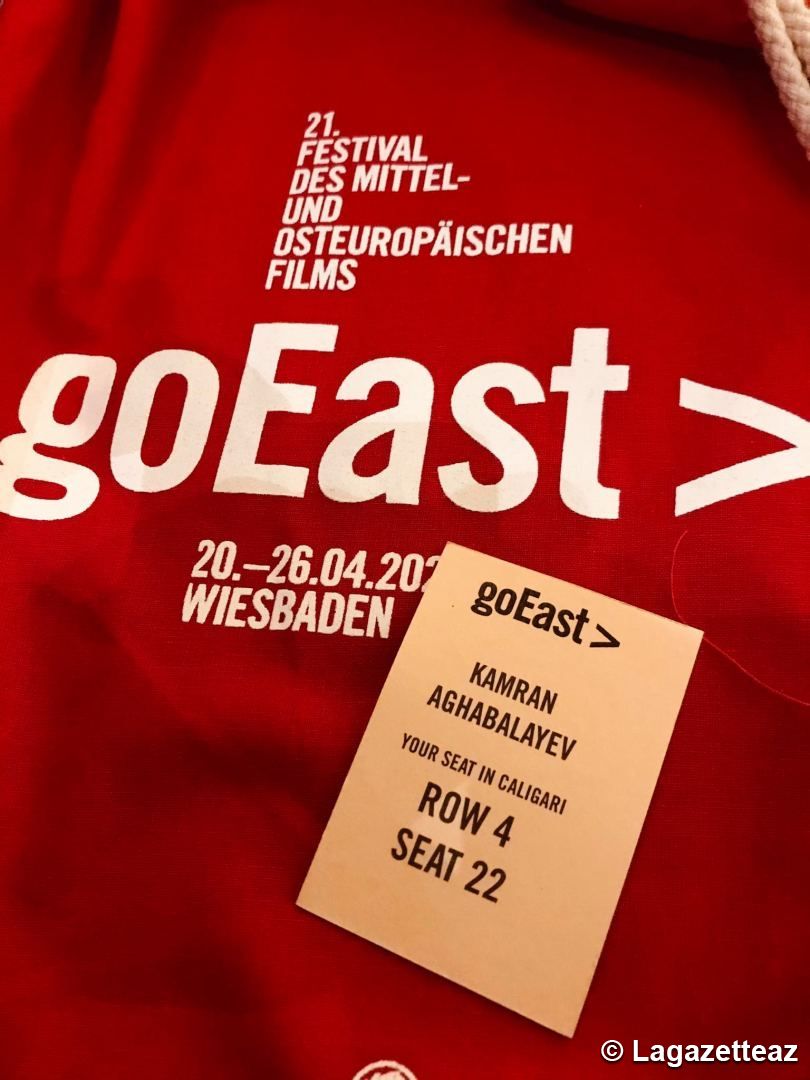 21.
FESTIVAL
DES MITTEL-
UND
OSTEUROPÄISCHEN
FILMS
goEast >
20.–26.04.202
WIESBADEN
goEast >
KAMRAN
AGHABALAYEV
YOUR SEAT IN CALIGARI
ROW 4
SEAT 22
© Lagazetteaz